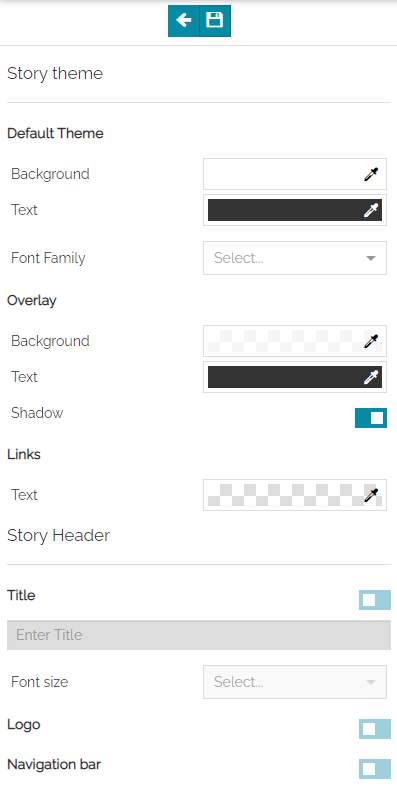 Story theme
Default Theme
Background
Text
Font Family Select...
Overlay
Background
Text
Shadow
Links
Text
Story Header
Title
Enter Title
Font size Select...
Logo
Navigation bar